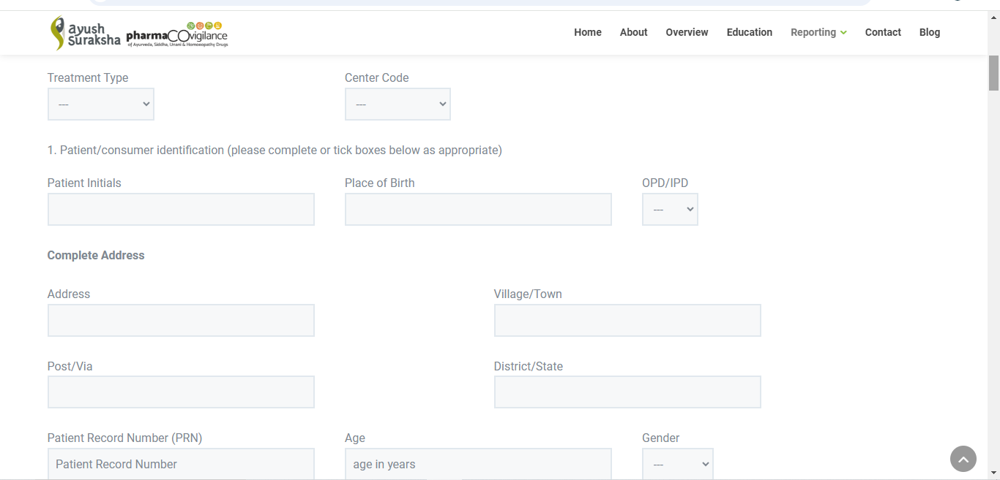 ayush
Suraksha
pharmaCOvigilance
of Ayurveda, Siddha, Unani & Homoeopathy Drugs
Home About Overview Education Reporting Contact Blog
Treatment Type Center Code
--- ---
1. Patient/consumer identification (please complete or tick boxes below as appropriate)
Patient Initials Place of Birth OPD/IPD
---
Complete Address
Address Village/Town
Post/Via District/State
Patient Record Number (PRN) Age Gender
Patient Record Number age in years ---